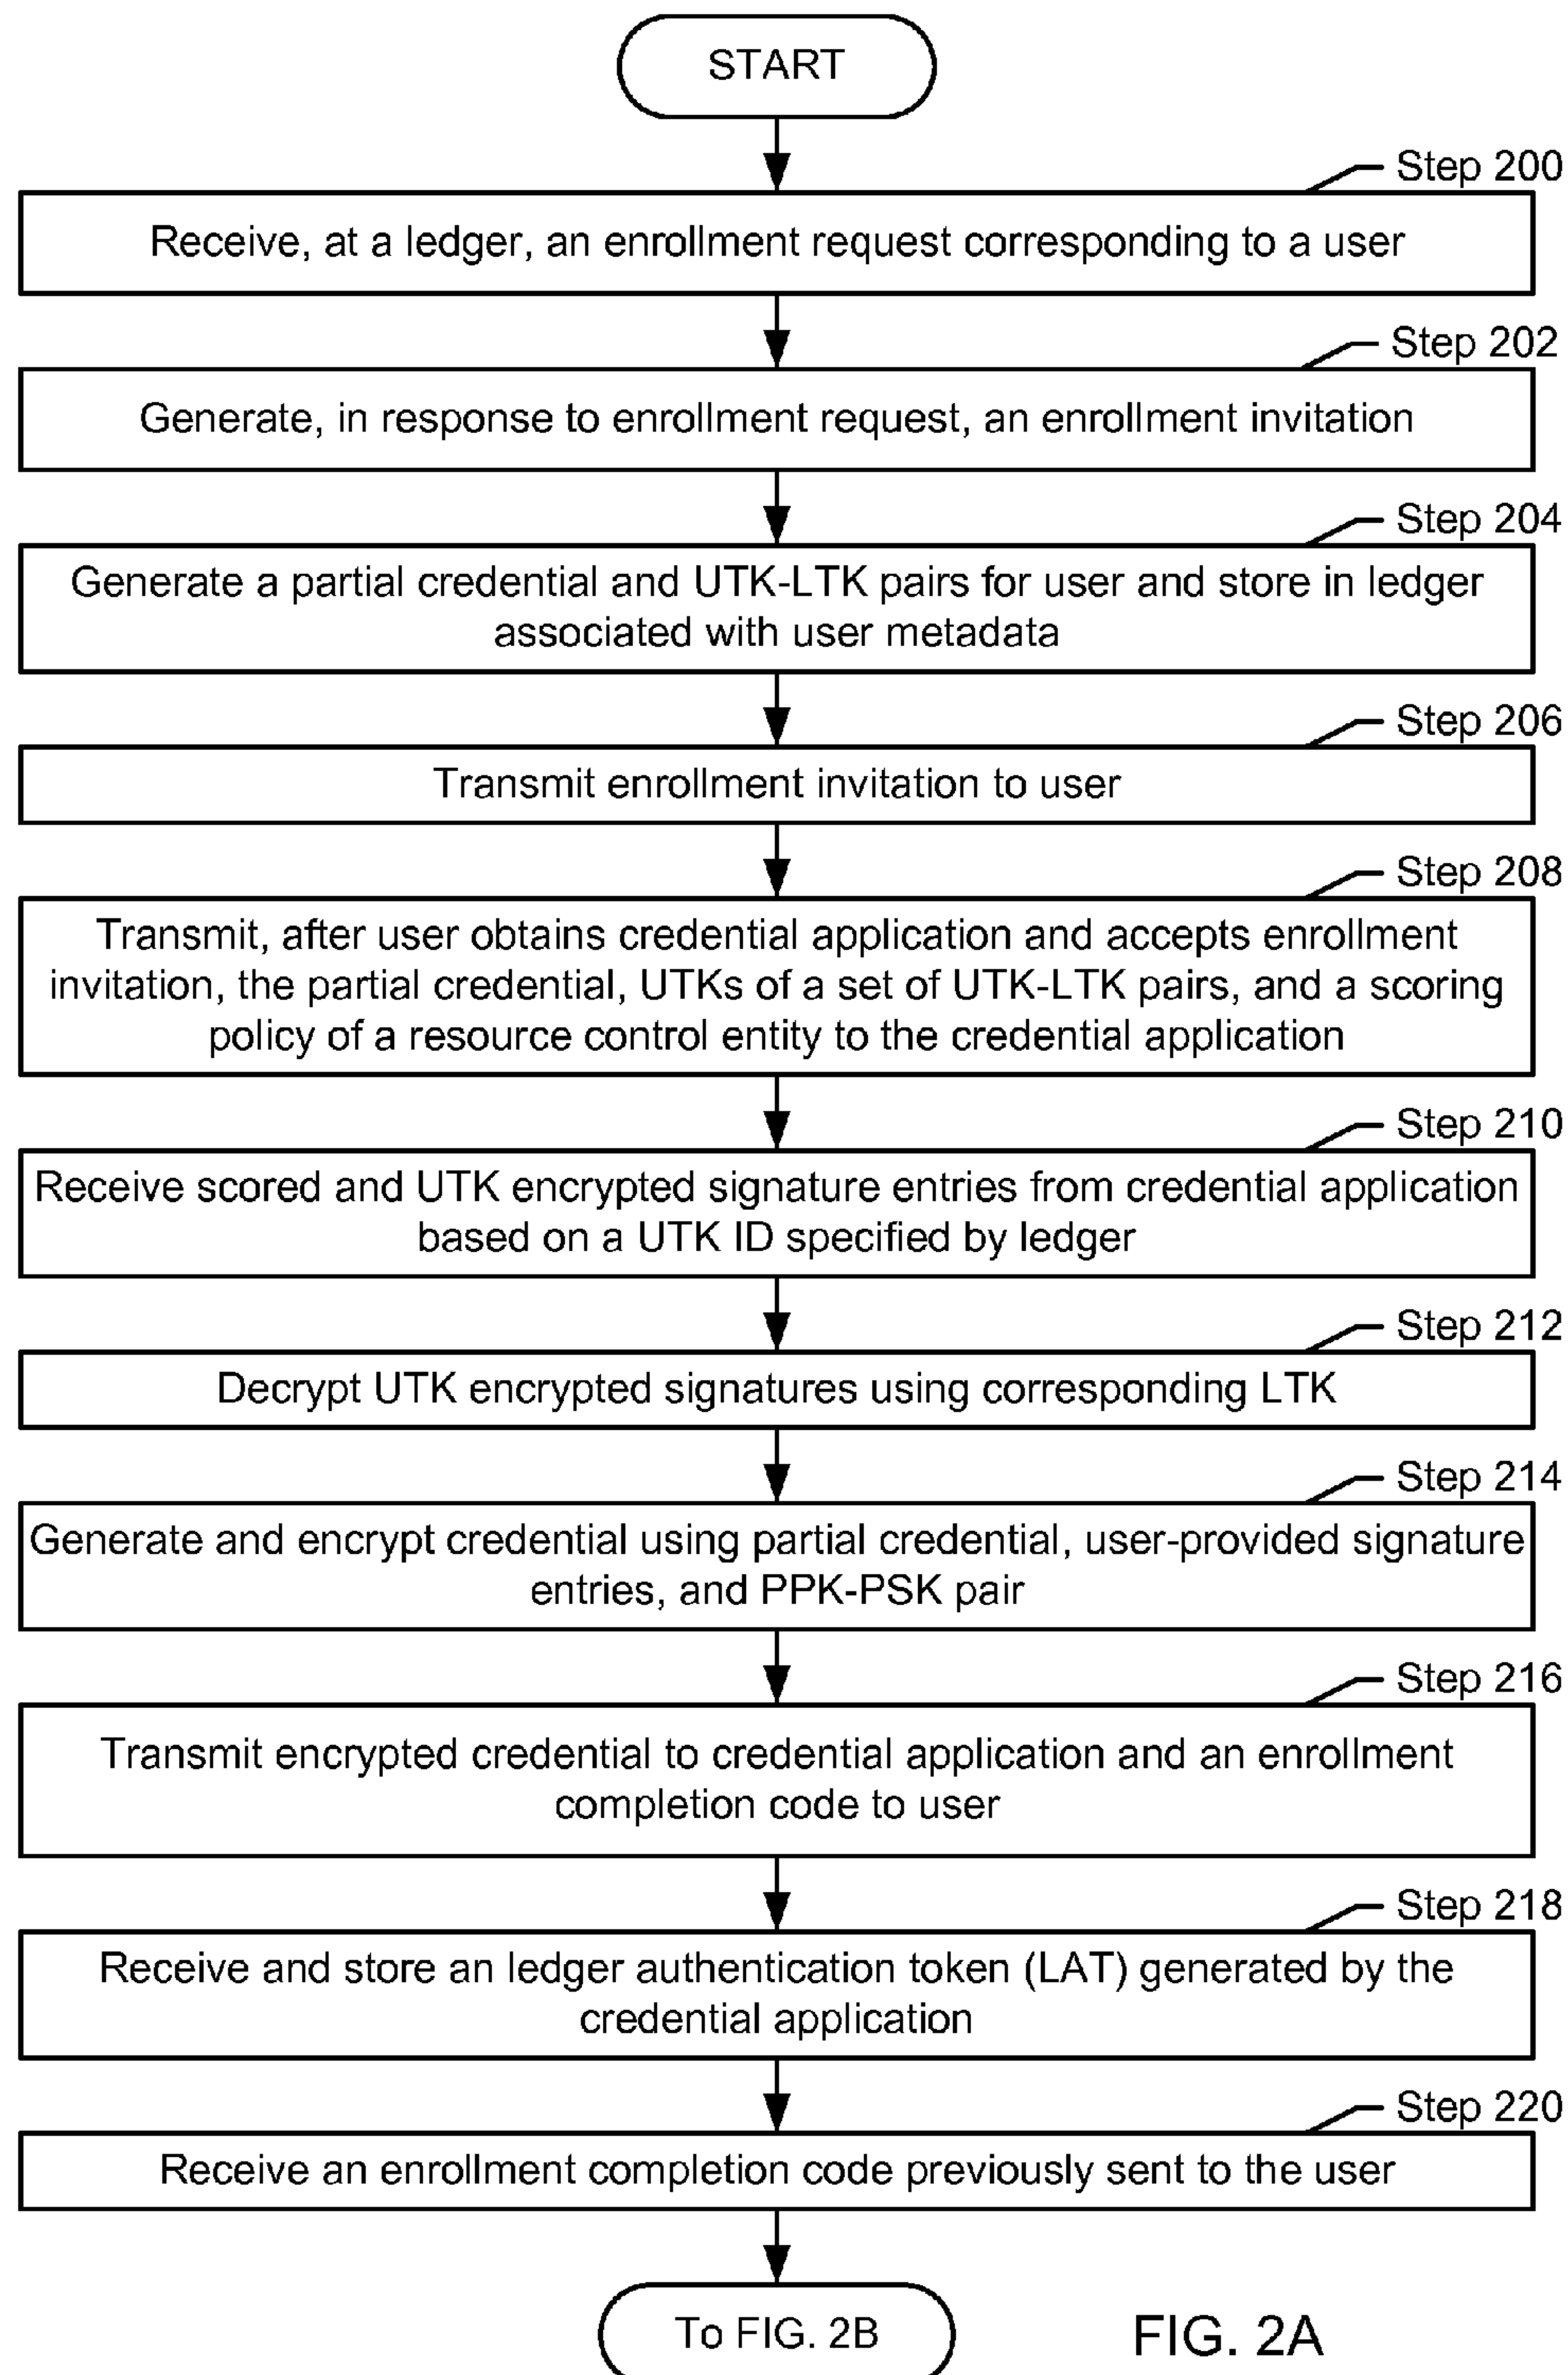 START
Step 200
Receive, at a ledger, an enrollment request corresponding to a user
Step 202
Generate, in response to enrollment request, an enrollment invitation
Step 204
Generate a partial credential and UTK-LTK pairs for user and store in ledger
associated with user metadata
Step 206
Transmit enrollment invitation to user
Step 208
Transmit, after user obtains credential application and accepts enrollment
invitation, the partial credential, UTKs of a set of UTK-LTK pairs, and a scoring
policy of a resource control entity to the credential application
Step 210
Receive scored and UTK encrypted signature entries from credential application
based on a UTK ID specified by ledger
Step 212
Decrypt UTK encrypted signatures using corresponding LTK
Step 214
Generate and encrypt credential using partial credential, user-provided signature
entries, and PPK-PSK pair
Step 216
Transmit encrypted credential to credential application and an enrollment
completion code to user
Step 218
Receive and store an ledger authentication token (LAT) generated by the
credential application
Step 220
Receive an enrollment completion code previously sent to the user
To FIG. 2B
FIG. 2A